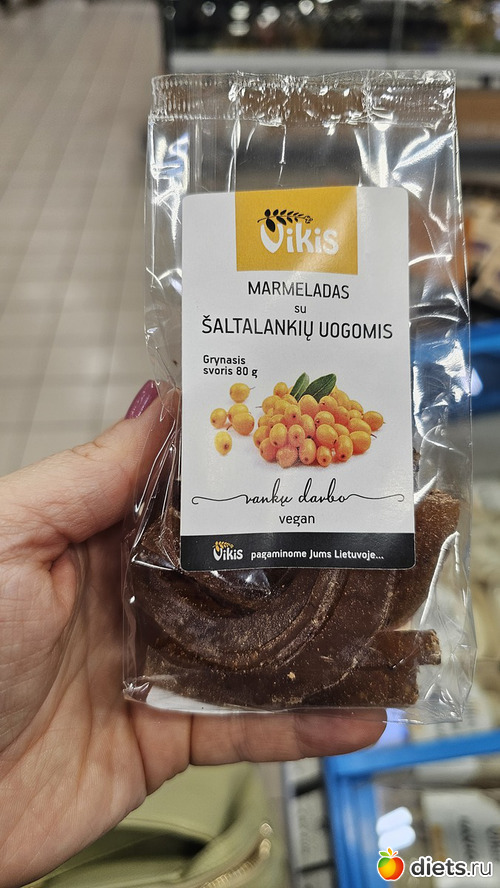 Vikis
MARMELADAS
su
ŠALTALANKIŲ UOGOMIS
Grynasis
svoris 80 g
rankų darbo
vegan
Vikis pagaminome Jums Lietuvoje...
diets.ru